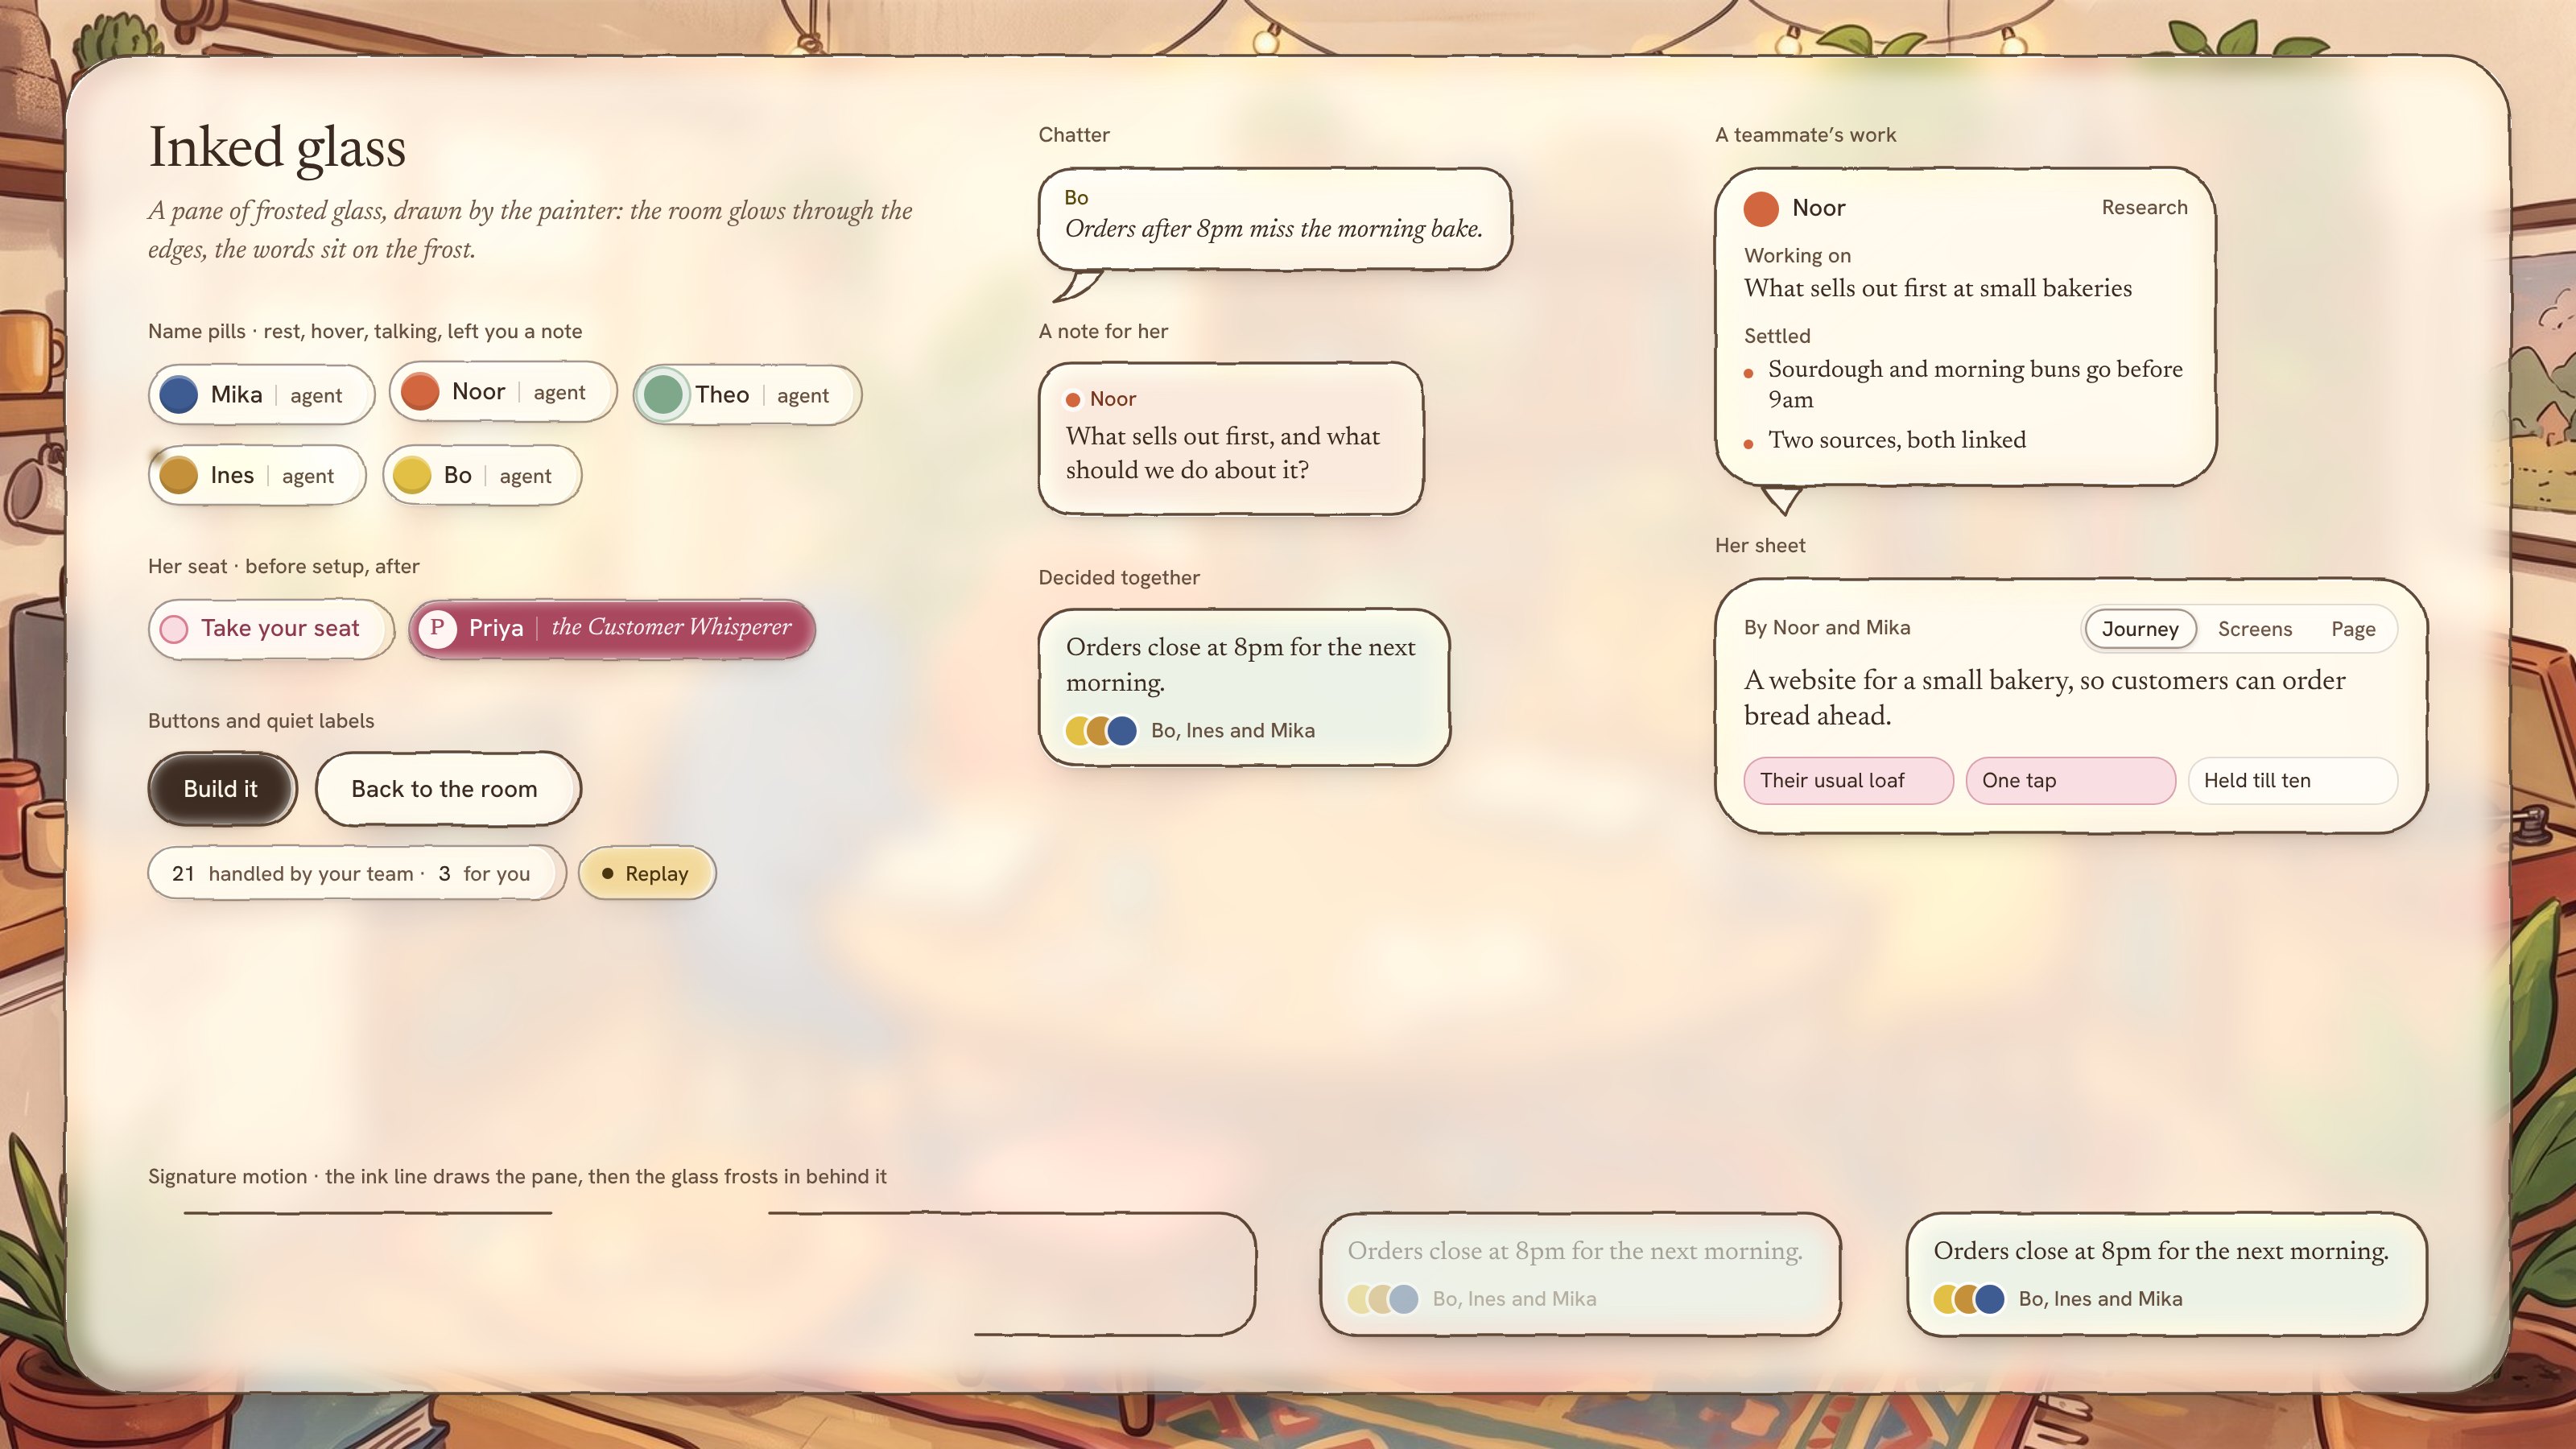 Inked glass
A pane of frosted glass, drawn by the painter: the room glows through the
edges, the words sit on the frost.
Name pills · rest, hover, talking, left you a note
Mika | agent
Noor | agent
Theo | agent
Ines | agent
Bo | agent
Her seat · before setup, after
Take your seat
P Priya | the Customer Whisperer
Buttons and quiet labels
Build it
Back to the room
21 handled by your team · 3 for you
Replay
Chatter
Bo
Orders after 8pm miss the morning bake.
A note for her
Noor
What sells out first, and what
should we do about it?
Decided together
Orders close at 8pm for the next
morning.
Bo, Ines and Mika
A teammate’s work
Noor
Research
Working on
What sells out first at small bakeries
Settled
Sourdough and morning buns go before
9am
Two sources, both linked
Her sheet
By Noor and Mika
Journey
Screens
Page
A website for a small bakery, so customers can order
bread ahead.
Their usual loaf
One tap
Held till ten
Signature motion · the ink line draws the pane, then the glass frosts in behind it
Orders close at 8pm for the next morning.
Bo, Ines and Mika
Orders close at 8pm for the next morning.
Bo, Ines and Mika